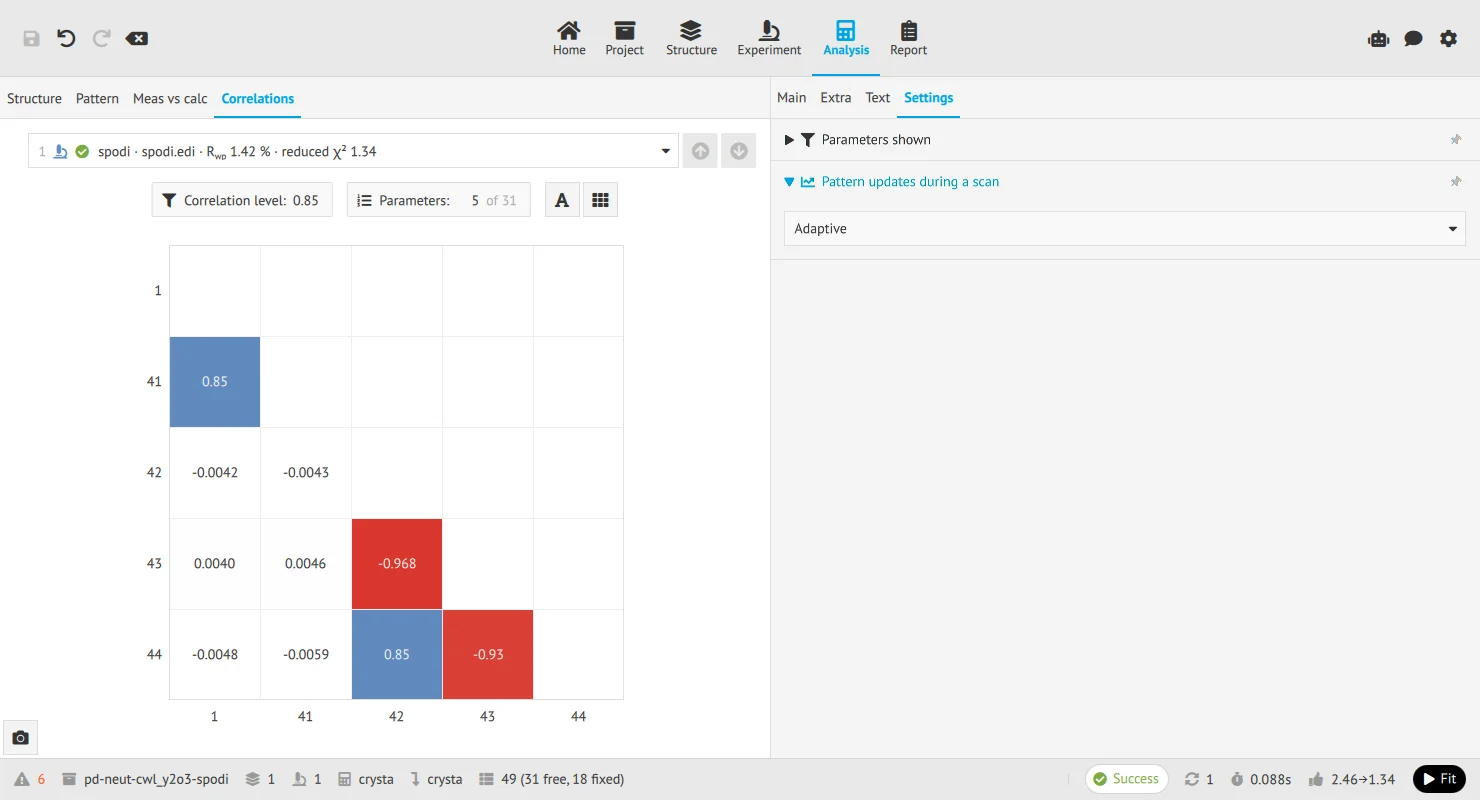 Home Project Structure Experiment Analysis Report
Structure Pattern Meas vs calc Correlations
Main Extra Text Settings
1 spodi · spodi.edi · Rwp 1.42 % · reduced χ² 1.34
Correlation level: 0.85 Parameters: 5 of 31 A
Parameters shown
Pattern updates during a scan
Adaptive
1
41 0.85
42 -0.0042 -0.0043
43 0.0040 0.0046 -0.968
44 -0.0048 -0.0059 0.85 -0.93
1 41 42 43 44
6 pd-neut-cwl_y2o3-spodi 1 1 crysta crysta 49 (31 free, 18 fixed) Success 1 0.088s 2.46→1.34 Fit